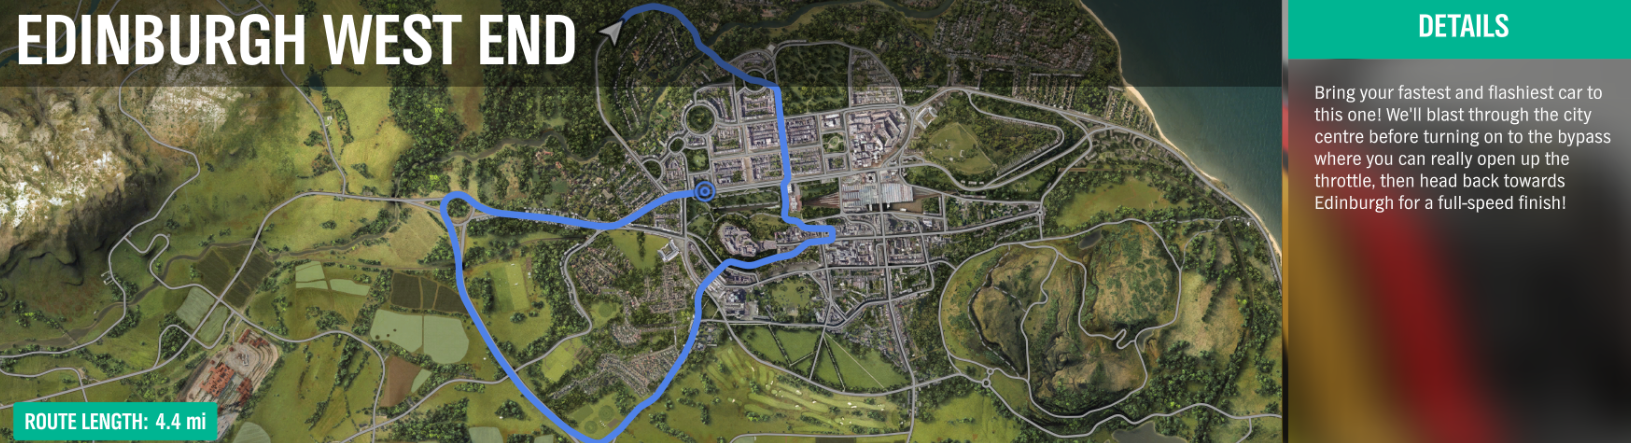 EDINBURGH WEST END
DETAILS
Bring your fastest and flashiest car to
this one! We'll blast through the city
centre before turning on to the bypass
where you can really open up the
throttle, then head back towards
Edinburgh for a full-speed finish!
ROUTE LENGTH: 4.4 mi